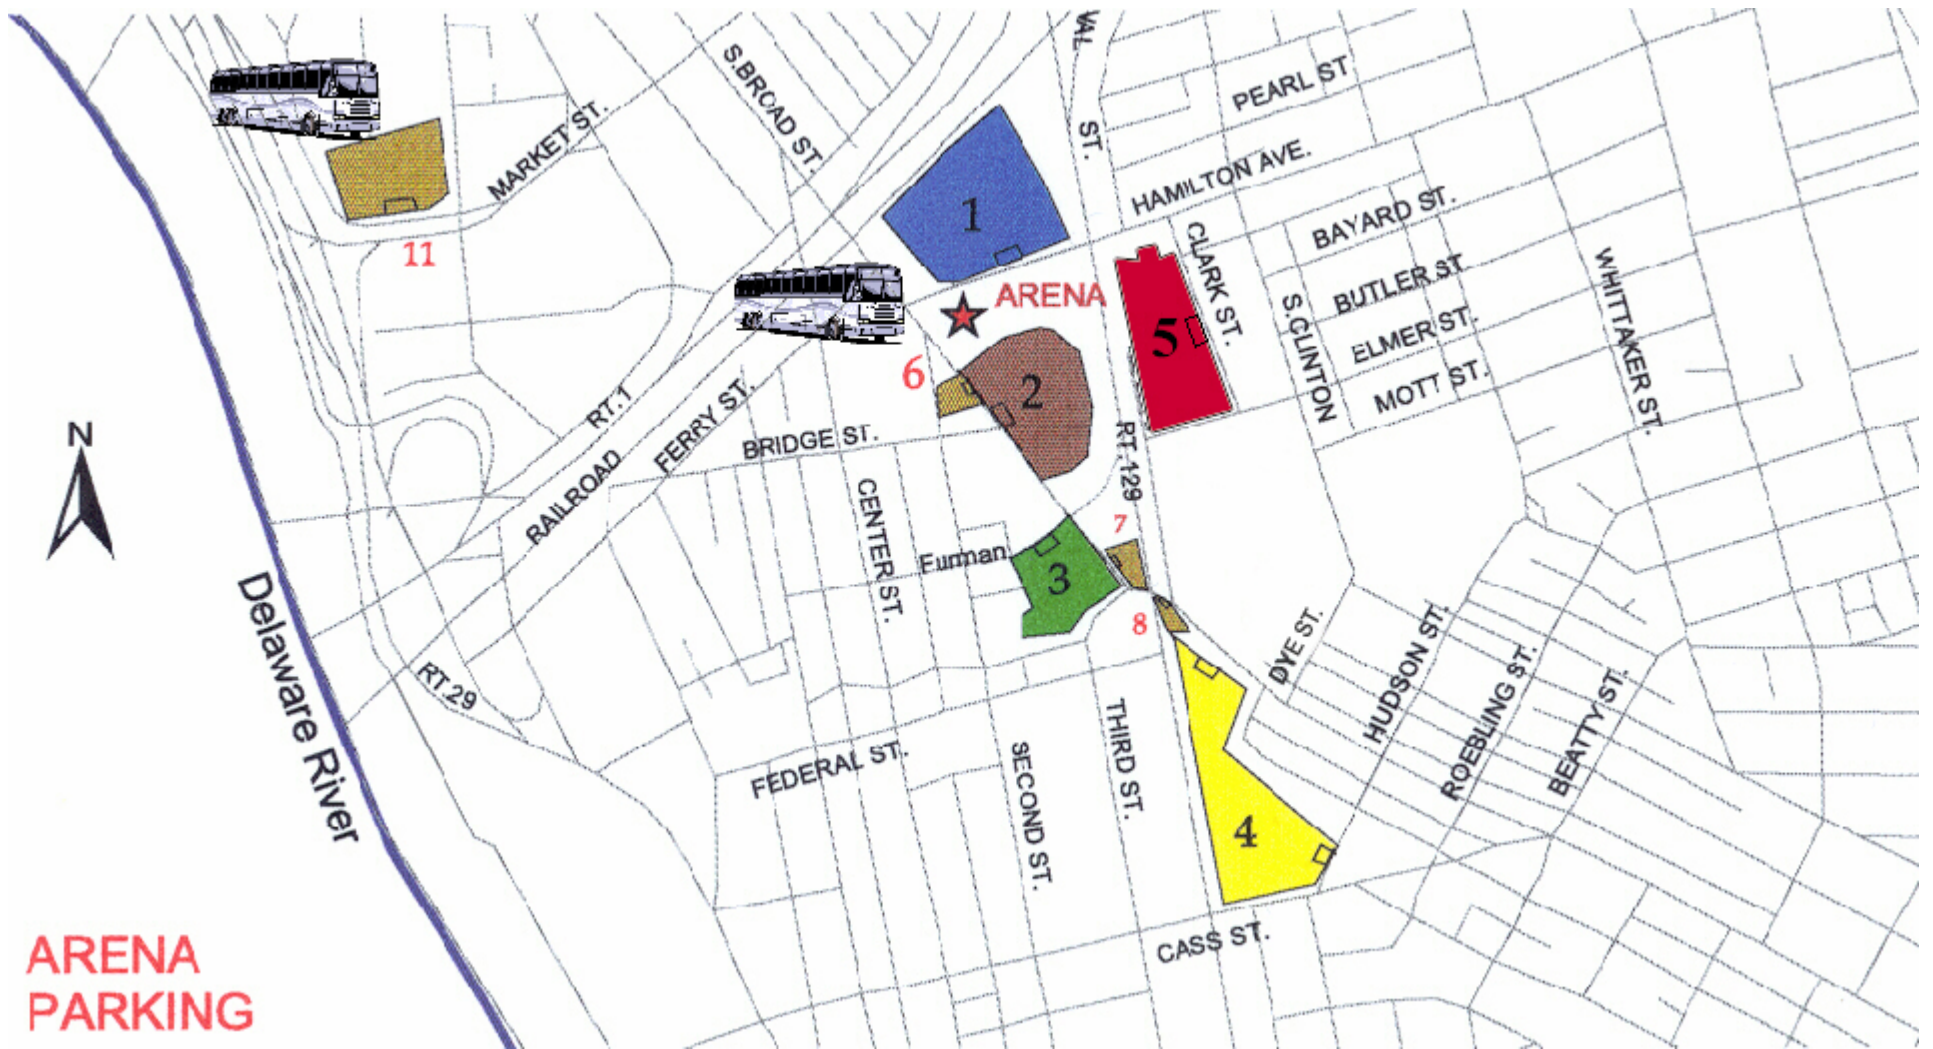 VAL
ST.
PEARL ST
S.BROAD ST.
MARKET ST.
HAMILTON AVE.
1
BAYARD ST.
CLARK ST.
11
BUTLER ST
ARENA
S.CLINTON
WHITTAKER ST.
5
ELMER ST.
6
2
MOTT ST.
RT.1
FERRY ST.
N
BRIDGE ST.
RT.129
RAILROAD
CENTER ST.
7
Furman
3
8
Delaware River
DYE ST.
HUDSON ST.
ROEBLING ST.
BEATTY ST.
RT.29
THIRD ST.
FEDERAL ST.
SECOND ST.
4
CASS ST.
ARENA
PARKING